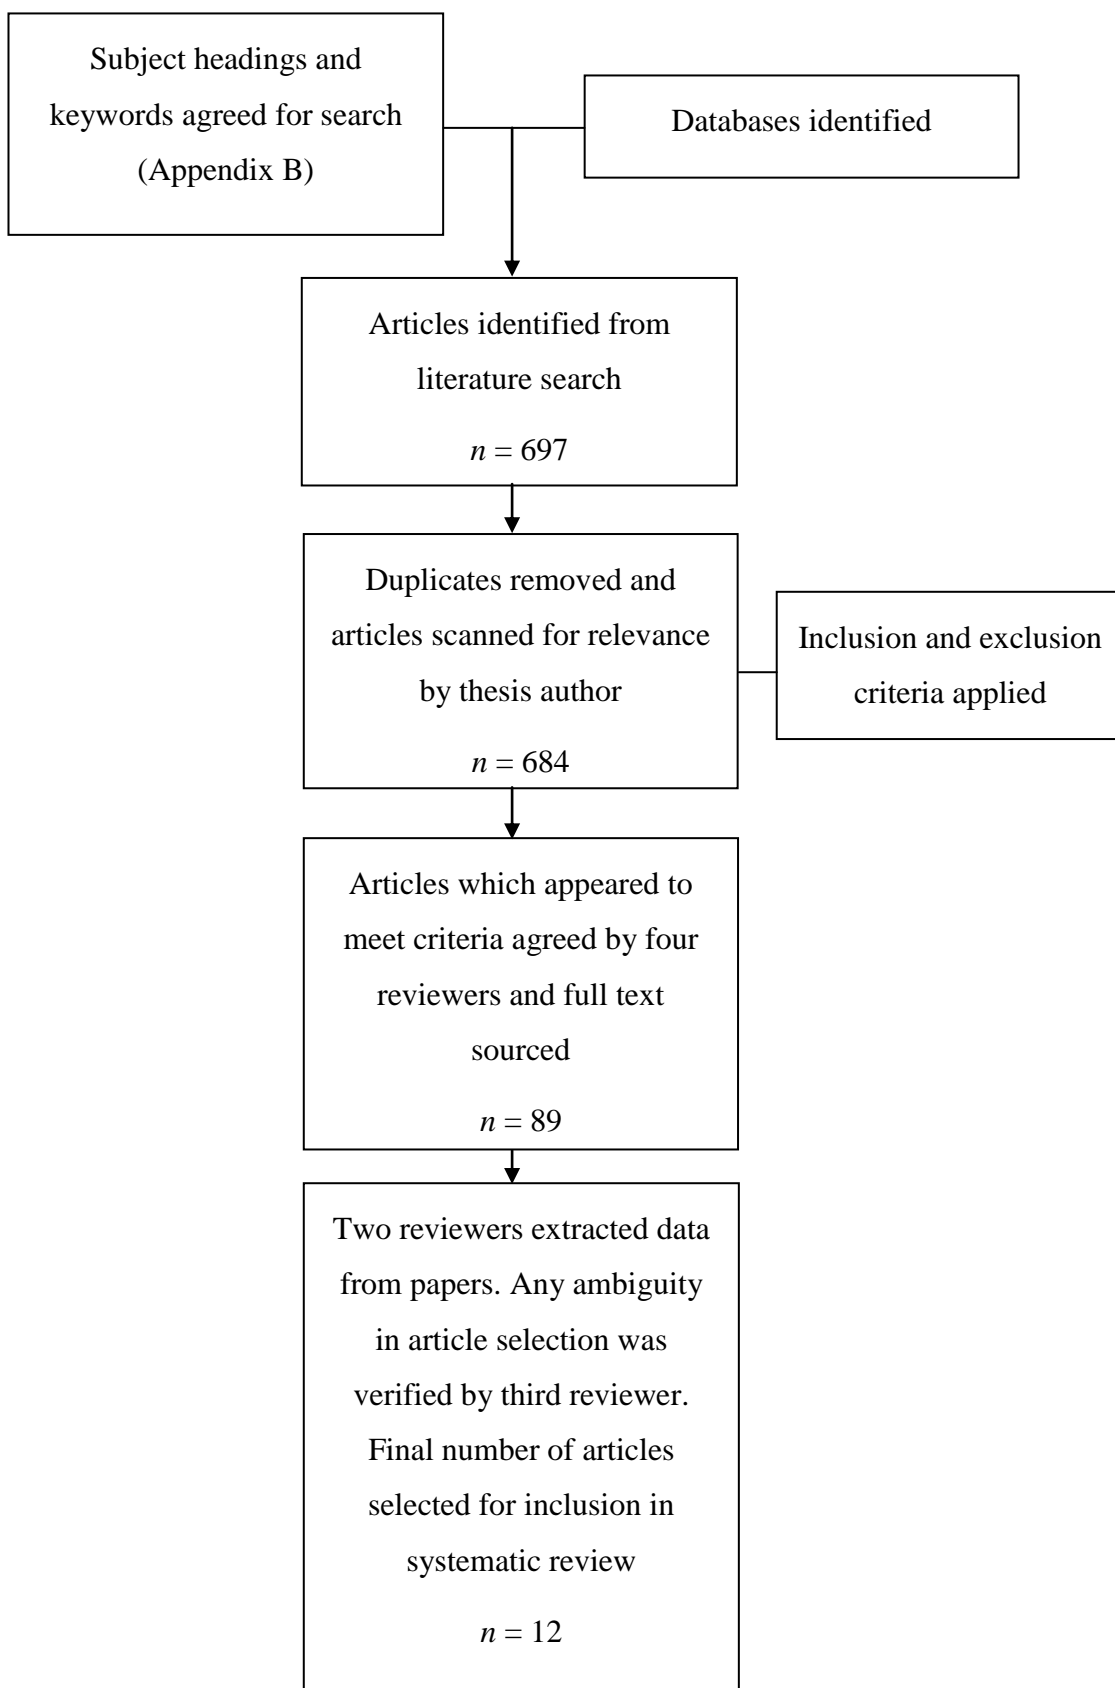 Subject headings and
keywords agreed for search
(Appendix B)
Databases identified
Articles identified from
literature search
n = 697
Duplicates removed and
articles scanned for relevance
by thesis author
n = 684
Inclusion and exclusion
criteria applied
Articles which appeared to
meet criteria agreed by four
reviewers and full text
sourced
n = 89
Two reviewers extracted data
from papers. Any ambiguity
in article selection was
verified by third reviewer.
Final number of articles
selected for inclusion in
systematic review
n = 12